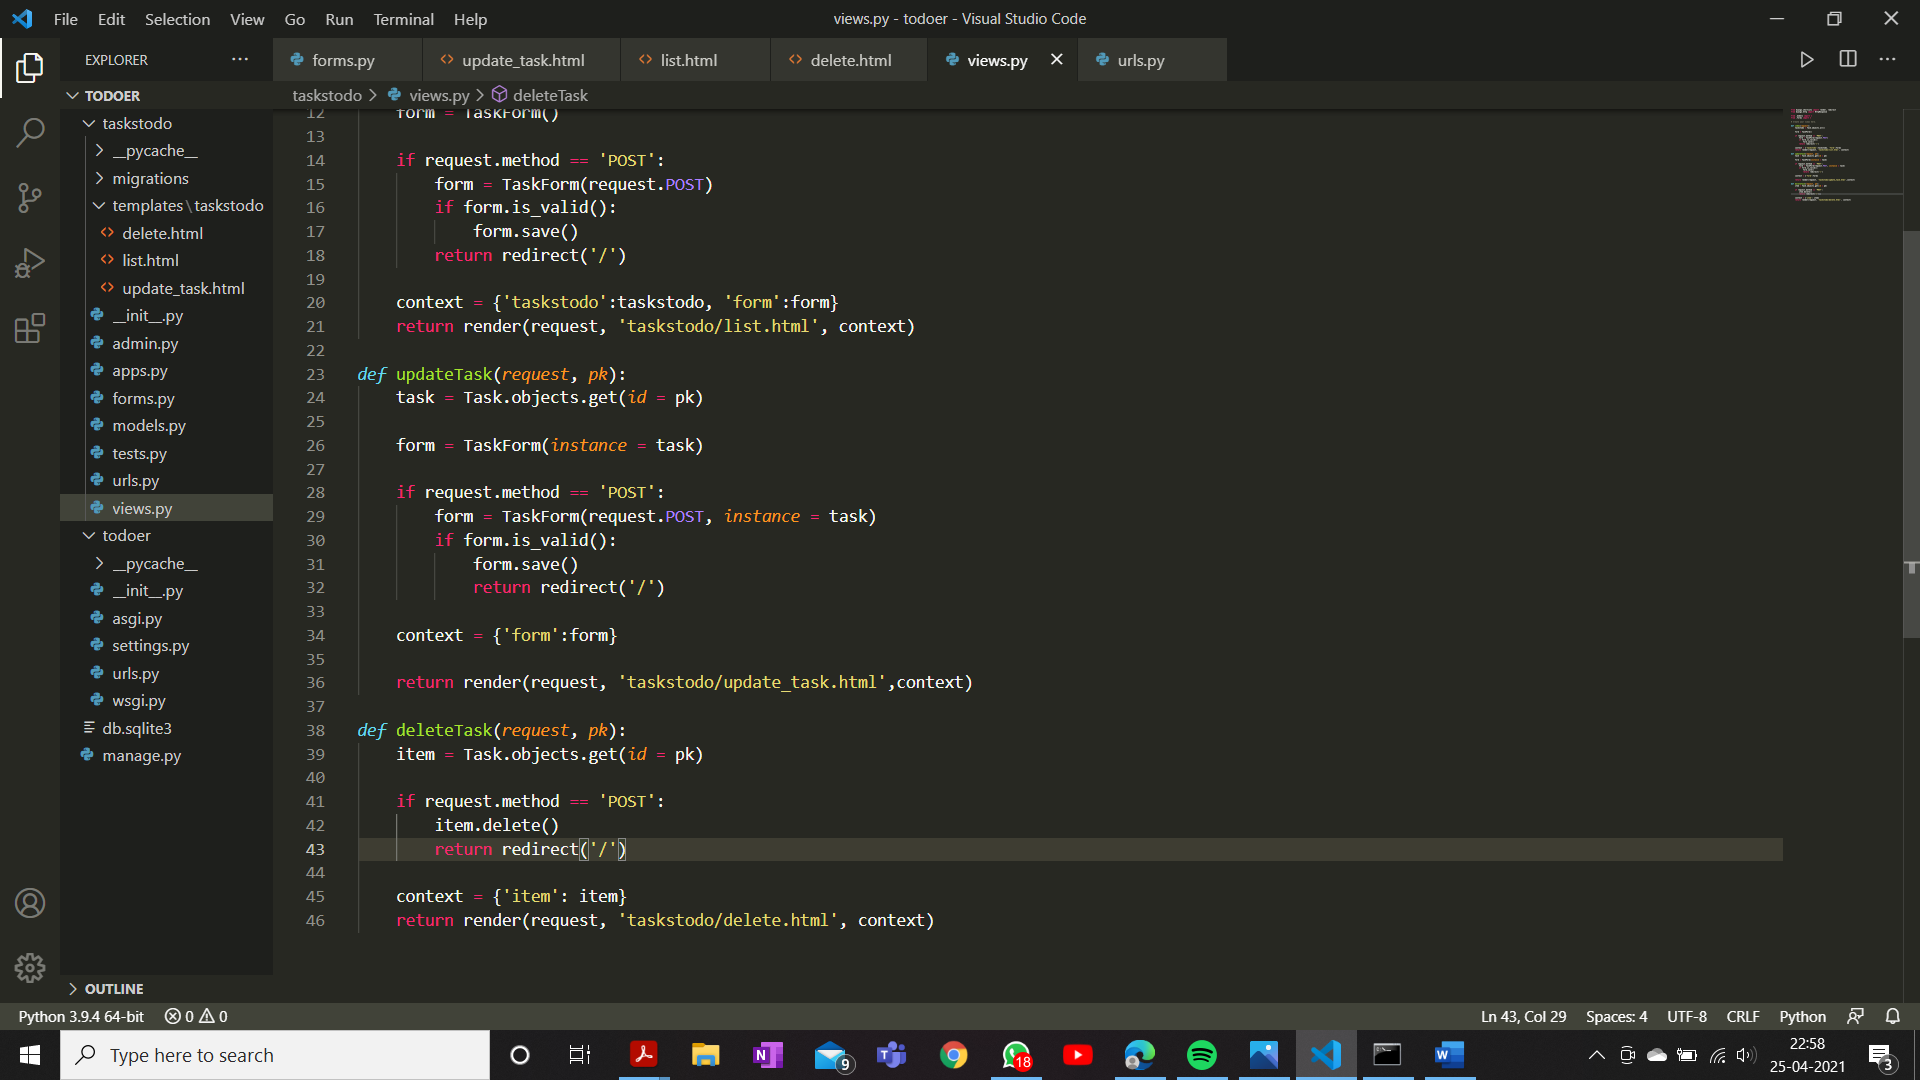 File Edit Selection View Go Run Terminal Help
views.py - todoer - Visual Studio Code
EXPLORER
forms.py
update_task.html
list.html
delete.html
views.py
urls.py
TODOER
taskstodo
__pycache__
migrations
templates\taskstodo
delete.html
list.html
update_task.html
__init__.py
admin.py
apps.py
forms.py
models.py
tests.py
urls.py
views.py
todoer
__pycache__
__init__.py
asgi.py
settings.py
urls.py
wsgi.py
db.sqlite3
manage.py
OUTLINE
taskstodo > views.py > deleteTask
12 form = TaskForm()
13
14 if request.method == 'POST':
15 form = TaskForm(request.POST)
16 if form.is_valid():
17 form.save()
18 return redirect('/')
19
20 context = {'taskstodo':taskstodo, 'form':form}
21 return render(request, 'taskstodo/list.html', context)
22
23 def updateTask(request, pk):
24 task = Task.objects.get(id = pk)
25
26 form = TaskForm(instance = task)
27
28 if request.method == 'POST':
29 form = TaskForm(request.POST, instance = task)
30 if form.is_valid():
31 form.save()
32 return redirect('/')
33
34 context = {'form':form}
35
36 return render(request, 'taskstodo/update_task.html',context)
37
38 def deleteTask(request, pk):
39 item = Task.objects.get(id = pk)
40
41 if request.method == 'POST':
42 item.delete()
43 return redirect('/')
44
45 context = {'item': item}
46 return render(request, 'taskstodo/delete.html', context)
Python 3.9.4 64-bit 0 0
Ln 43, Col 29 Spaces: 4 UTF-8 CRLF Python
Type here to search
9
18
22:58
25-04-2021
3